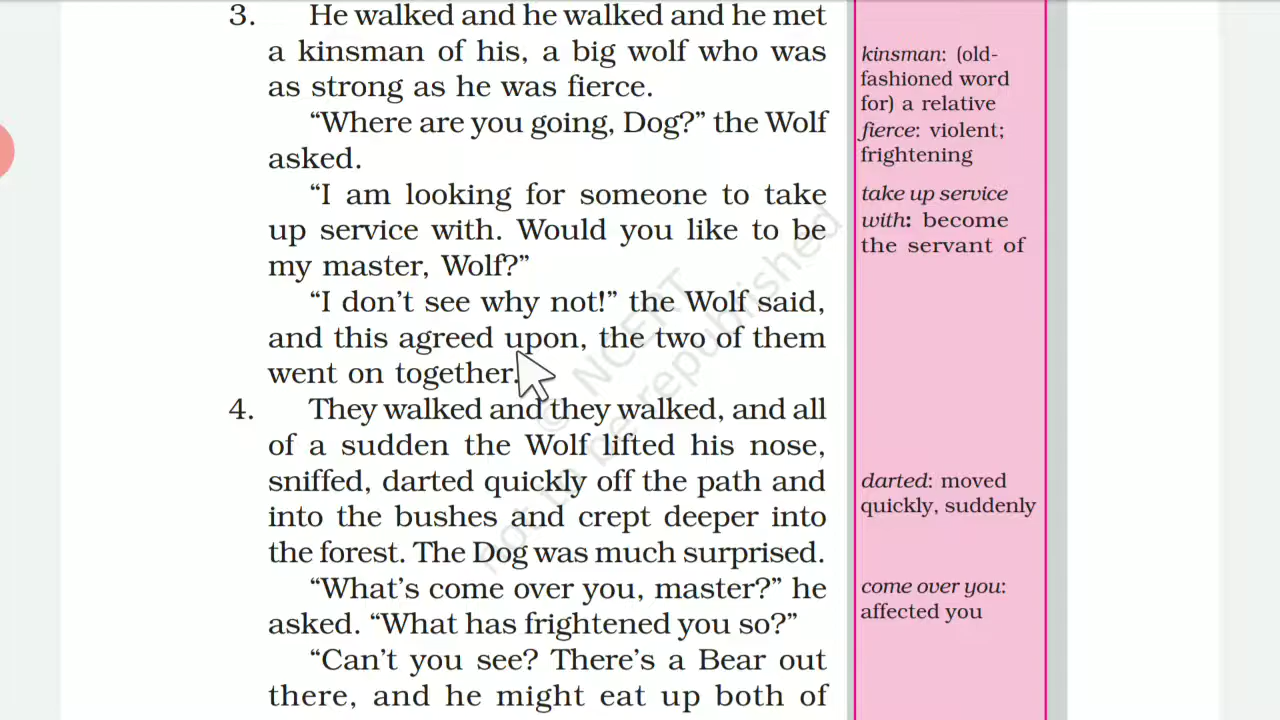 3. He walked and he walked and he met
a kinsman of his, a big wolf who was
as strong as he was fierce.
“Where are you going, Dog?” the Wolf
asked.
“I am looking for someone to take
up service with. Would you like to be
my master, Wolf?”
“I don’t see why not!” the Wolf said,
and this agreed upon, the two of them
went on together.
4. They walked and they walked, and all
of a sudden the Wolf lifted his nose,
sniffed, darted quickly off the path and
into the bushes and crept deeper into
the forest. The Dog was much surprised.
“What’s come over you, master?” he
asked. “What has frightened you so?”
“Can’t you see? There’s a Bear out
there, and he might eat up both of
kinsman: (old-
fashioned word
for) a relative
fierce: violent;
frightening
take up service
with: become
the servant of
darted: moved
quickly, suddenly
come over you:
affected you
© NCERT
not to be republished